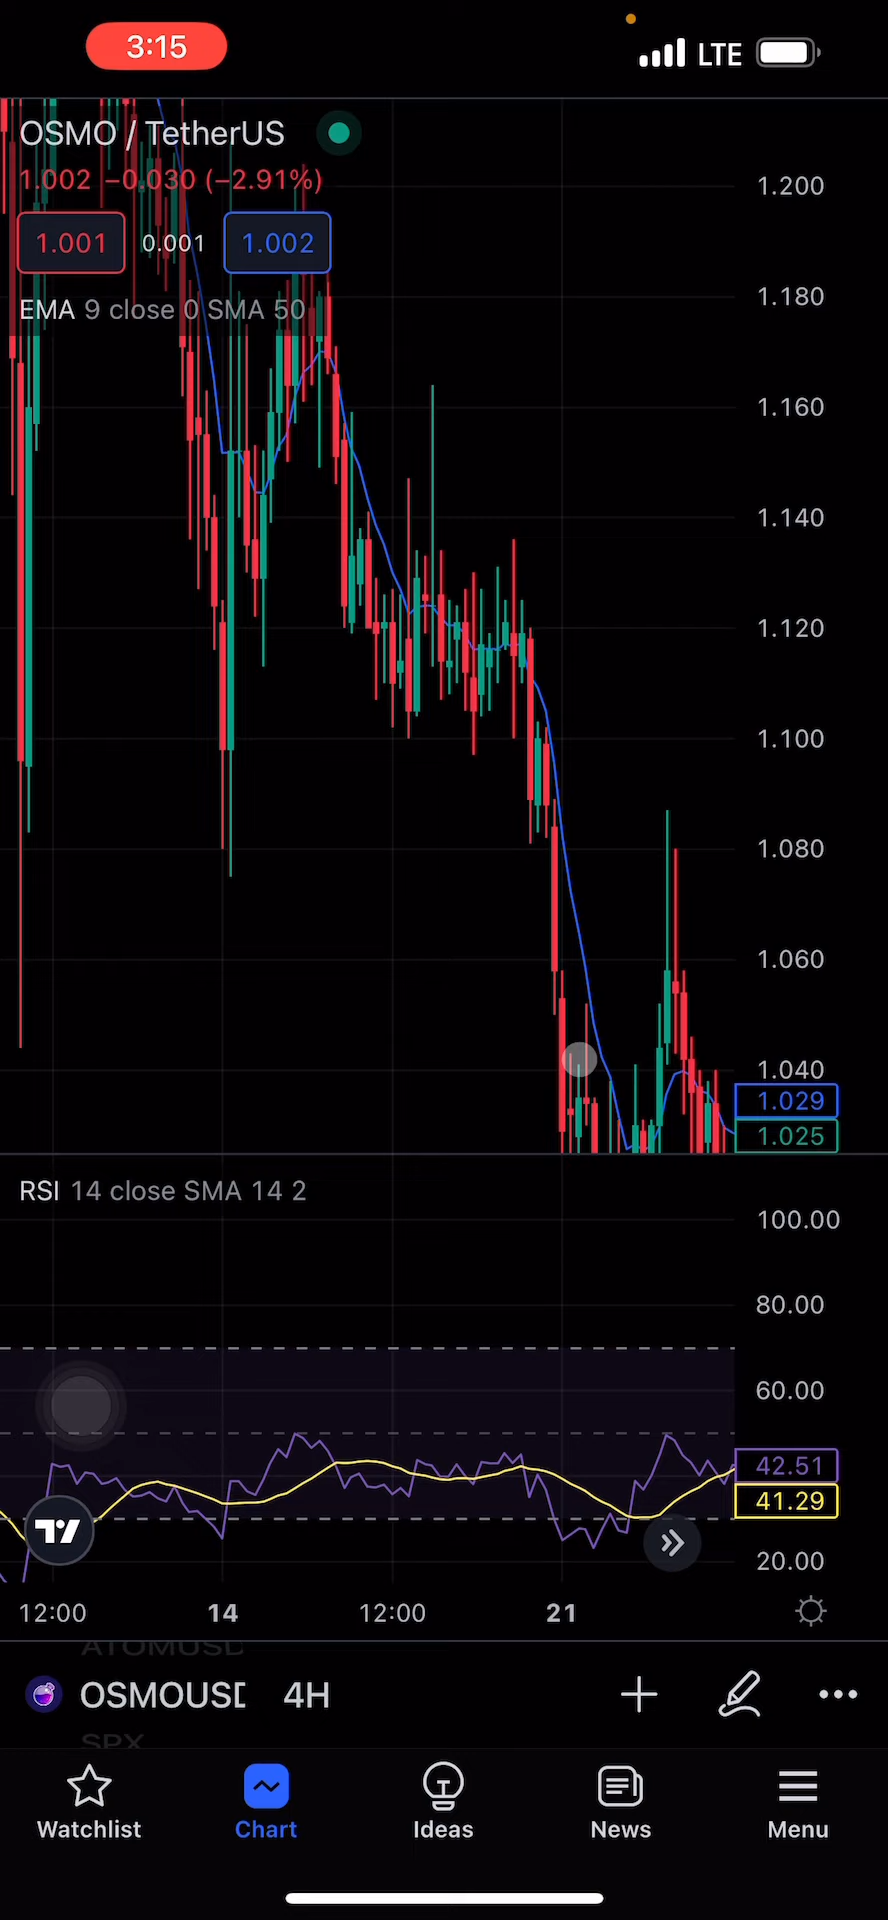 3:15
LTE
OSMO / TetherUS
1.002 −0.030 (−2.91%)
1.001 0.001 1.002
EMA 9 close 0 SMA 50
1.200
1.180
1.160
1.140
1.120
1.100
1.080
1.060
1.040
1.029
1.025
RSI 14 close SMA 14 2
100.00
80.00
60.00
42.51
41.29
20.00
12:00 14 12:00 21
ATOMUSD
OSMOUSD 4H
SPX
Watchlist Chart Ideas News Menu